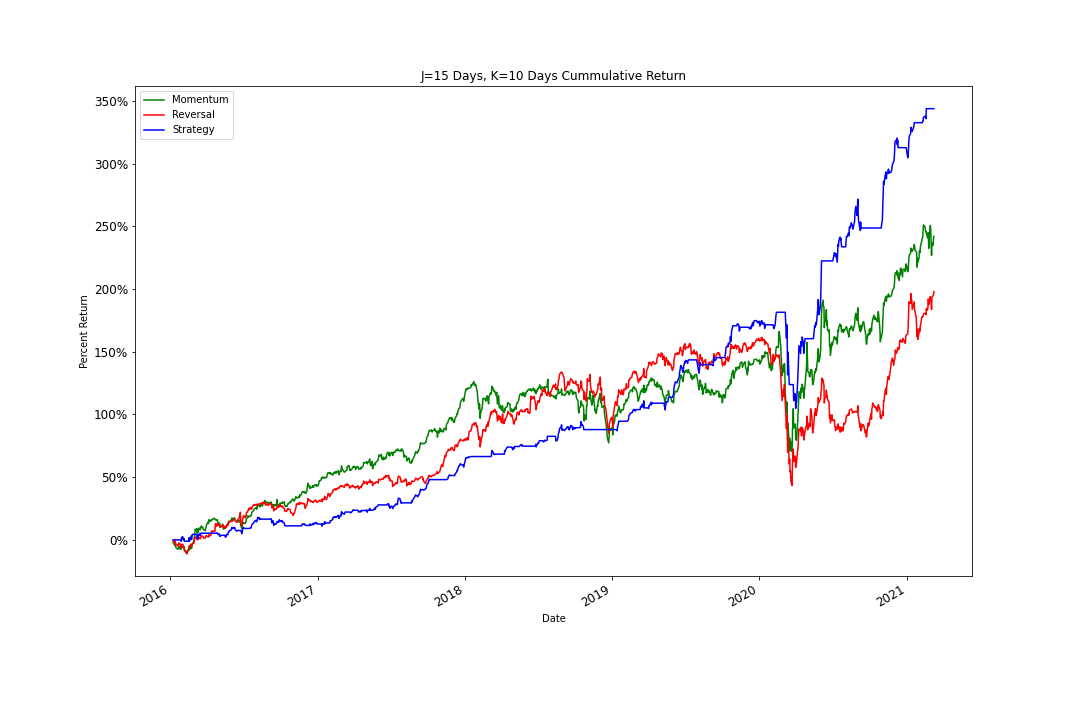 J=15 Days, K=10 Days Cummulative Return
Momentum
Reversal
Strategy
350%
300%
250%
200%
150%
100%
50%
0%
Percent Return
2016
2017
2018
2019
2020
2021
Date